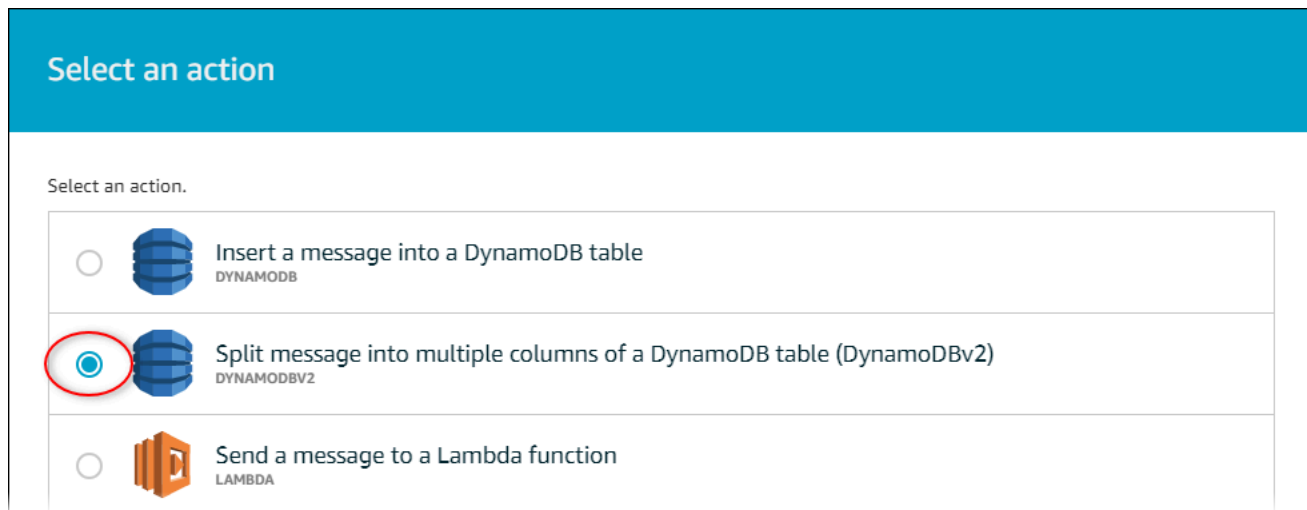 Select an action
Select an action.
Insert a message into a DynamoDB table
DYNAMODB
Split message into multiple columns of a DynamoDB table (DynamoDBv2)
DYNAMODBV2
Send a message to a Lambda function
LAMBDA